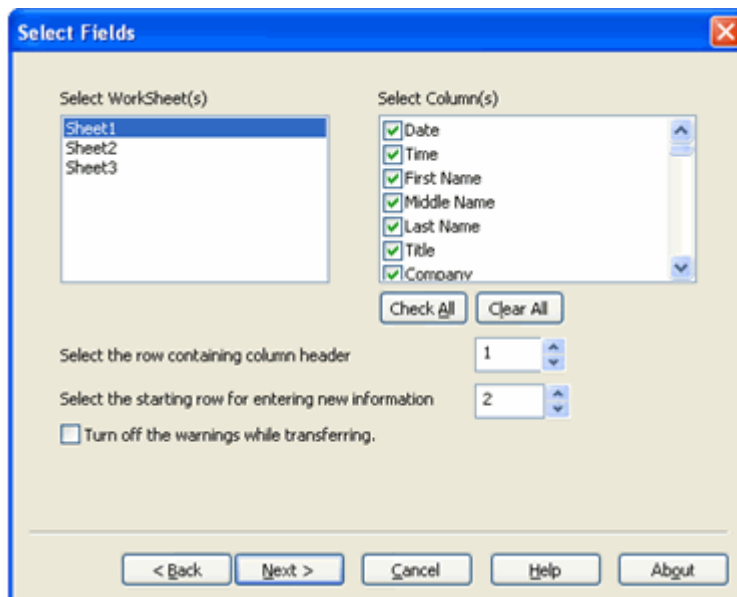 Select Fields
Select WorkSheet(s)
Sheet1
Sheet2
Sheet3
Select Column(s)
Date
Time
First Name
Middle Name
Last Name
Title
Company
Check All
Clear All
Select the row containing column header
1
Select the starting row for entering new information
2
Turn off the warnings while transferring.
< Back
Next >
Cancel
Help
About